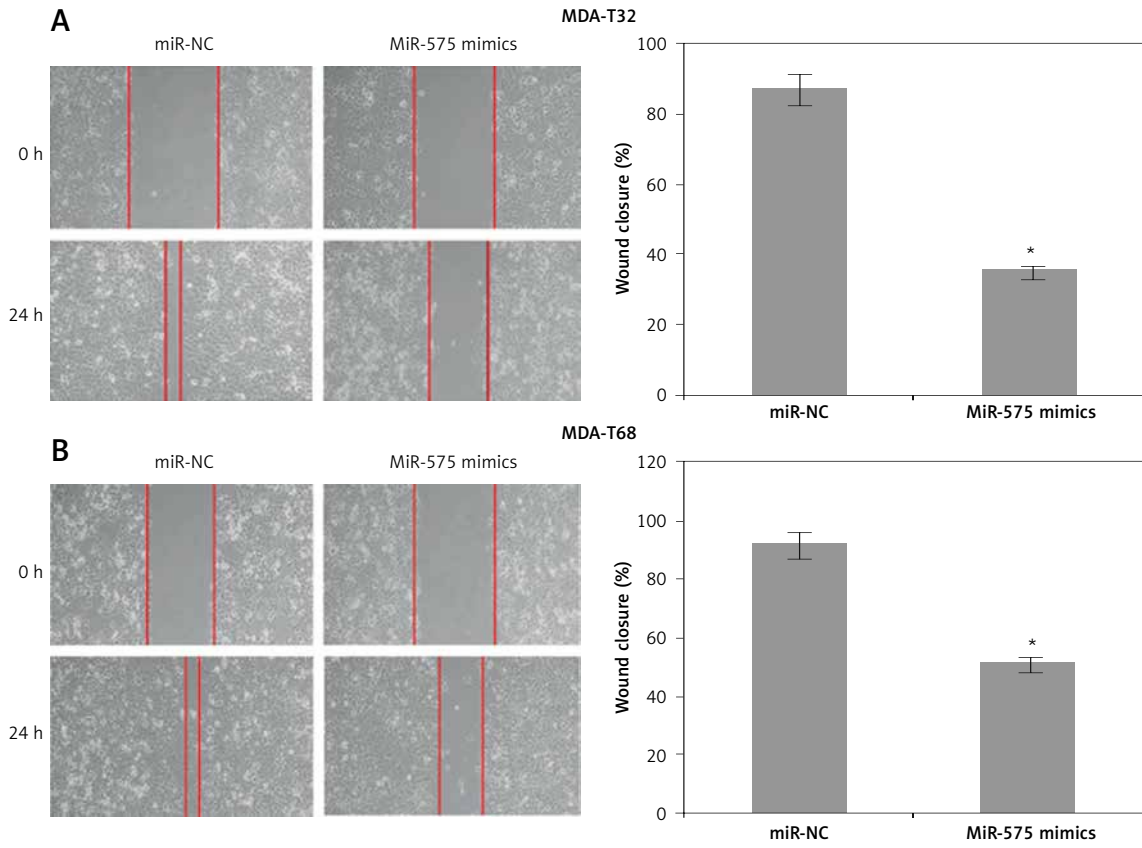 A
MDA-T32
miR-NC
MiR-575 mimics
0 h
24 h
Wound closure (%)
100
80
60
40
20
0
*
miR-NC
MiR-575 mimics
B
MDA-T68
miR-NC
MiR-575 mimics
0 h
24 h
Wound closure (%)
120
100
80
60
40
20
0
*
miR-NC
MiR-575 mimics